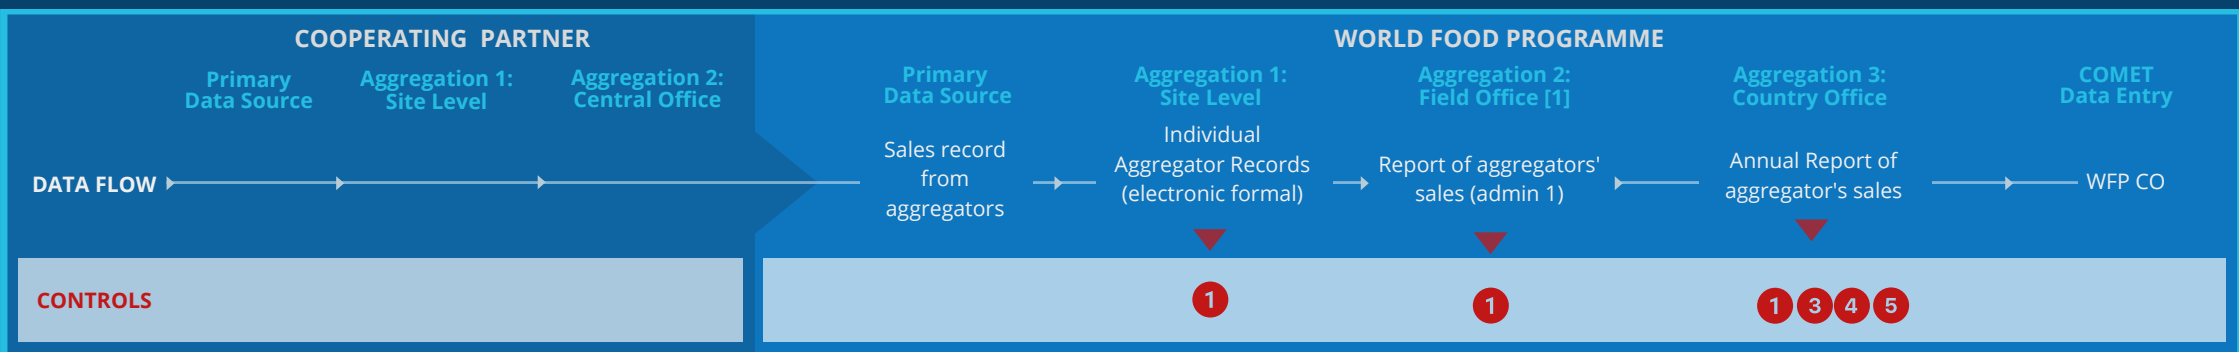 COOPERATING PARTNER
Primary
Data Source
Aggregation 1:
Site Level
Aggregation 2:
Central Office
WORLD FOOD PROGRAMME
Primary
Data Source
Aggregation 1:
Site Level
Aggregation 2:
Field Office [1]
Aggregation 3:
Country Office
COMET
Data Entry
DATA FLOW
Sales record
from
aggregators
Individual
Aggregator Records
(electronic formal)
Report of aggregators'
sales (admin 1)
Annual Report of
aggregator's sales
WFP CO
CONTROLS
1
1
1 3 4 5